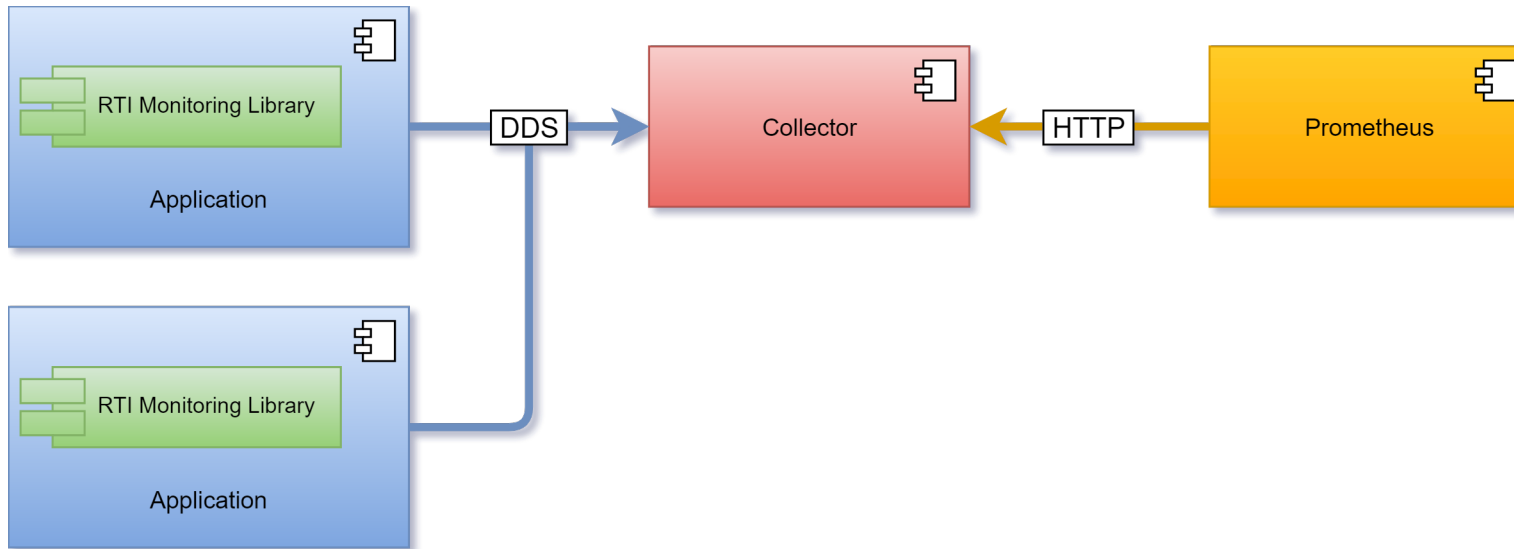 RTI Monitoring Library
Application
DDS
Collector
HTTP
Prometheus
RTI Monitoring Library
Application